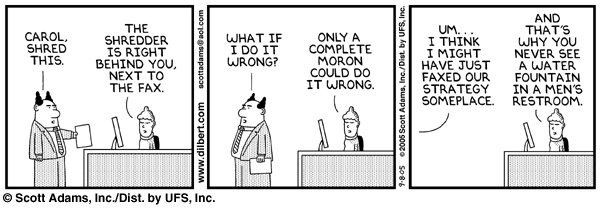 CAROL,
SHRED
THIS.
THE
SHREDDER
IS RIGHT
BEHIND YOU,
NEXT TO
THE FAX.
www.dilbert.com
scottadams@aol.com
WHAT IF
I DO IT
WRONG?
ONLY A
COMPLETE
MORON
COULD DO
IT WRONG.
9-8-05
© 2005 Scott Adams, Inc./Dist. by UFS, Inc.
UM...
I THINK
I MIGHT
HAVE JUST
FAXED OUR
STRATEGY
SOMEPLACE.
AND
THAT'S
WHY YOU
NEVER SEE
A WATER
FOUNTAIN
IN A MEN'S
RESTROOM.
© Scott Adams, Inc./Dist. by UFS, Inc.